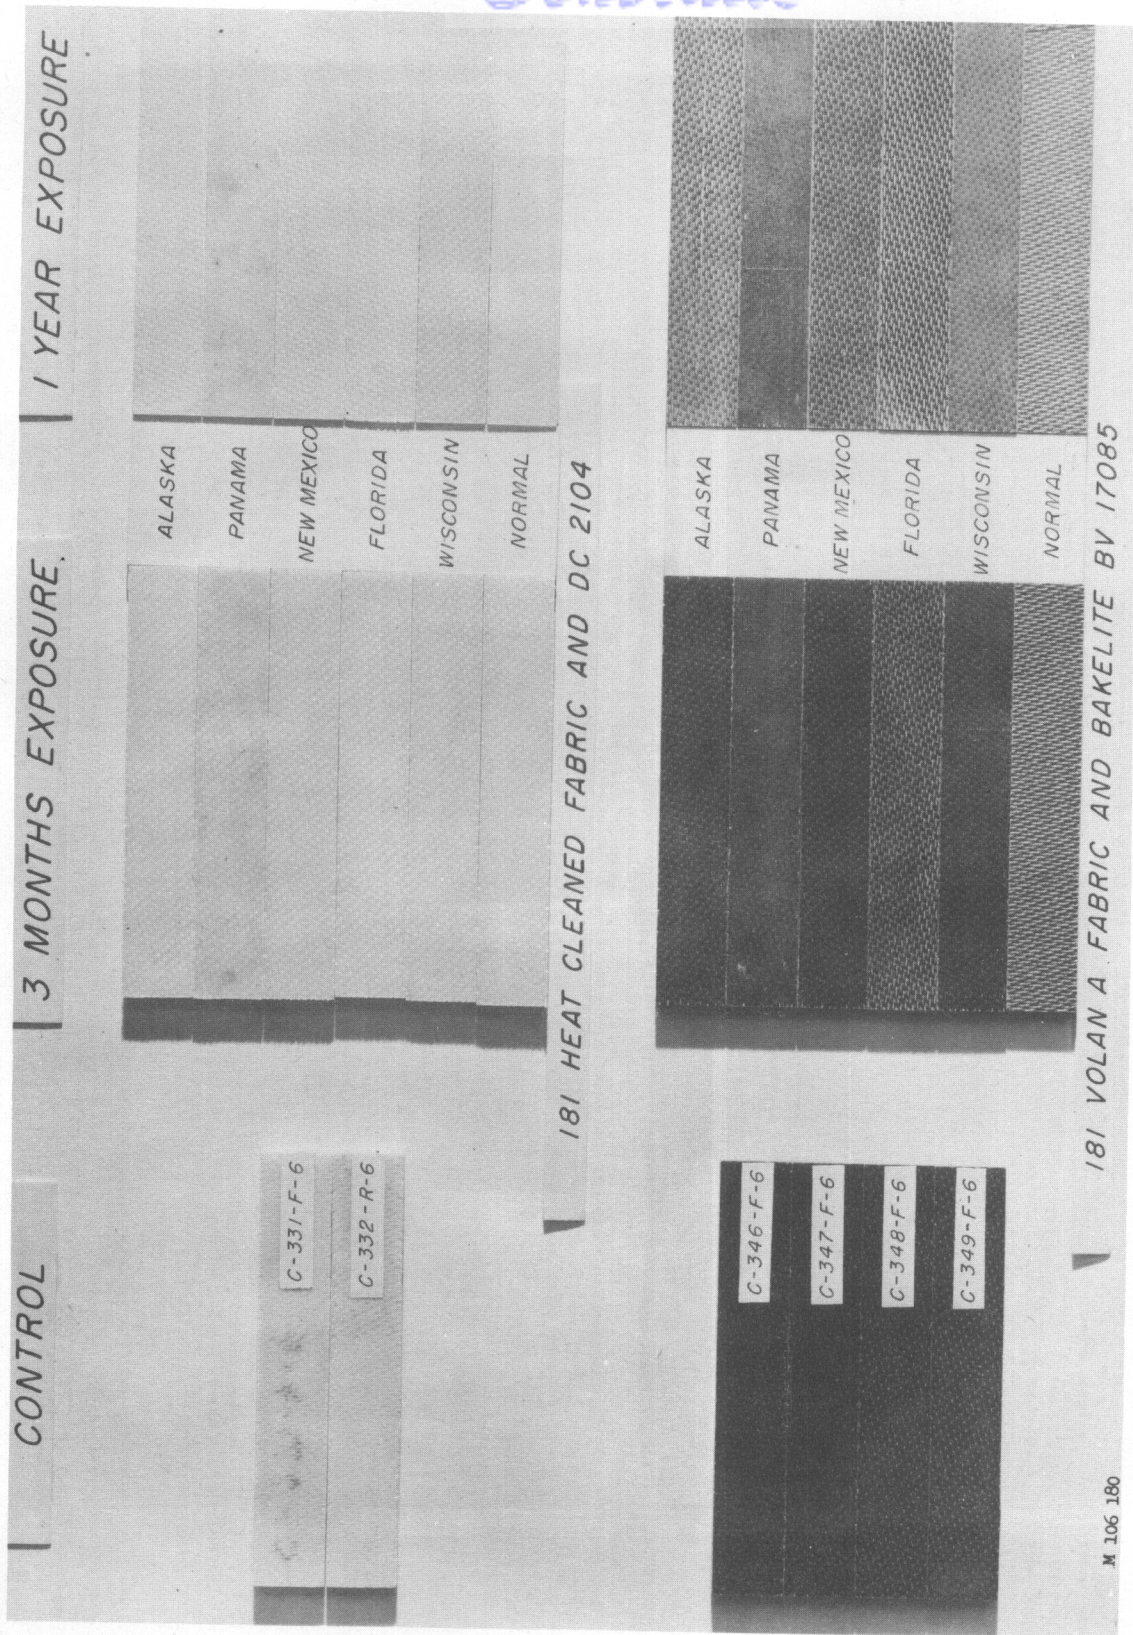 CONTROL
3 MONTHS EXPOSURE
1 YEAR EXPOSURE
C-331-F-6
C-332-R-6
ALASKA
PANAMA
NEW MEXICO
FLORIDA
WISCONSIN
NORMAL
181 HEAT CLEANED FABRIC AND DC 2104
C-346-F-6
C-347-F-6
C-348-F-6
C-349-F-6
ALASKA
PANAMA
NEW MEXICO
FLORIDA
WISCONSIN
NORMAL
181 VOLAN A FABRIC AND BAKELITE BV 17085
M 106 180